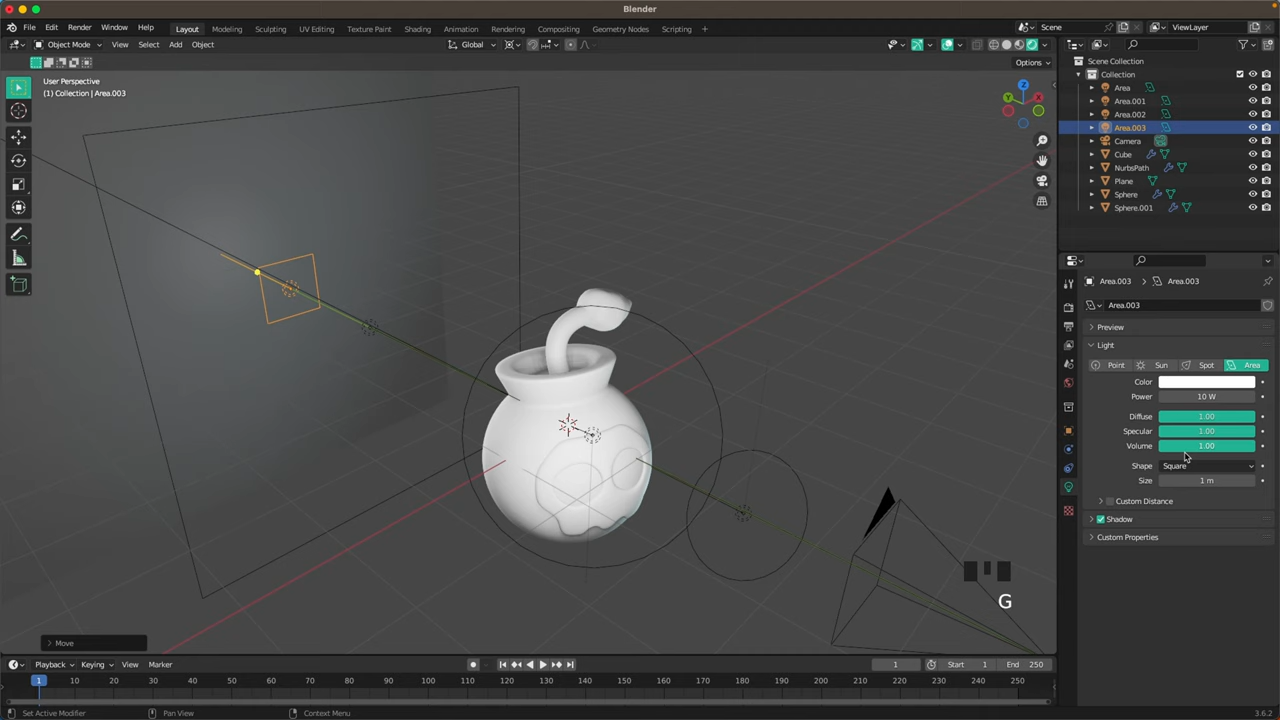 Blender
File Edit Render Window Help
Layout Modeling Sculpting UV Editing Texture Paint Shading Animation Rendering Compositing Geometry Nodes Scripting +
Scene
ViewLayer
Object Mode View Select Add Object
Global
Options
User Perspective
(1) Collection | Area.003
Z
Y
X
Scene Collection
Collection
Area
Area.001
Area.002
Area.003
Camera
Cube
NurbsPath
Plane
Sphere
Sphere.001
Area.003 > Area.003
Area.003
Preview
Light
Point Sun Spot Area
Color
Power 10 W
Diffuse 1.00
Specular 1.00
Volume 1.00
Shape Square
Size 1 m
Custom Distance
Shadow
Custom Properties
G
Move
Playback Keying View Marker
1
Start 1
End 250
1 10 20 30 40 50 60 70 80 90 100 110 120 130 140 150 160 170 180 190 200 210 220 230 240 250
Set Active Modifier Pan View Context Menu
3.6.2